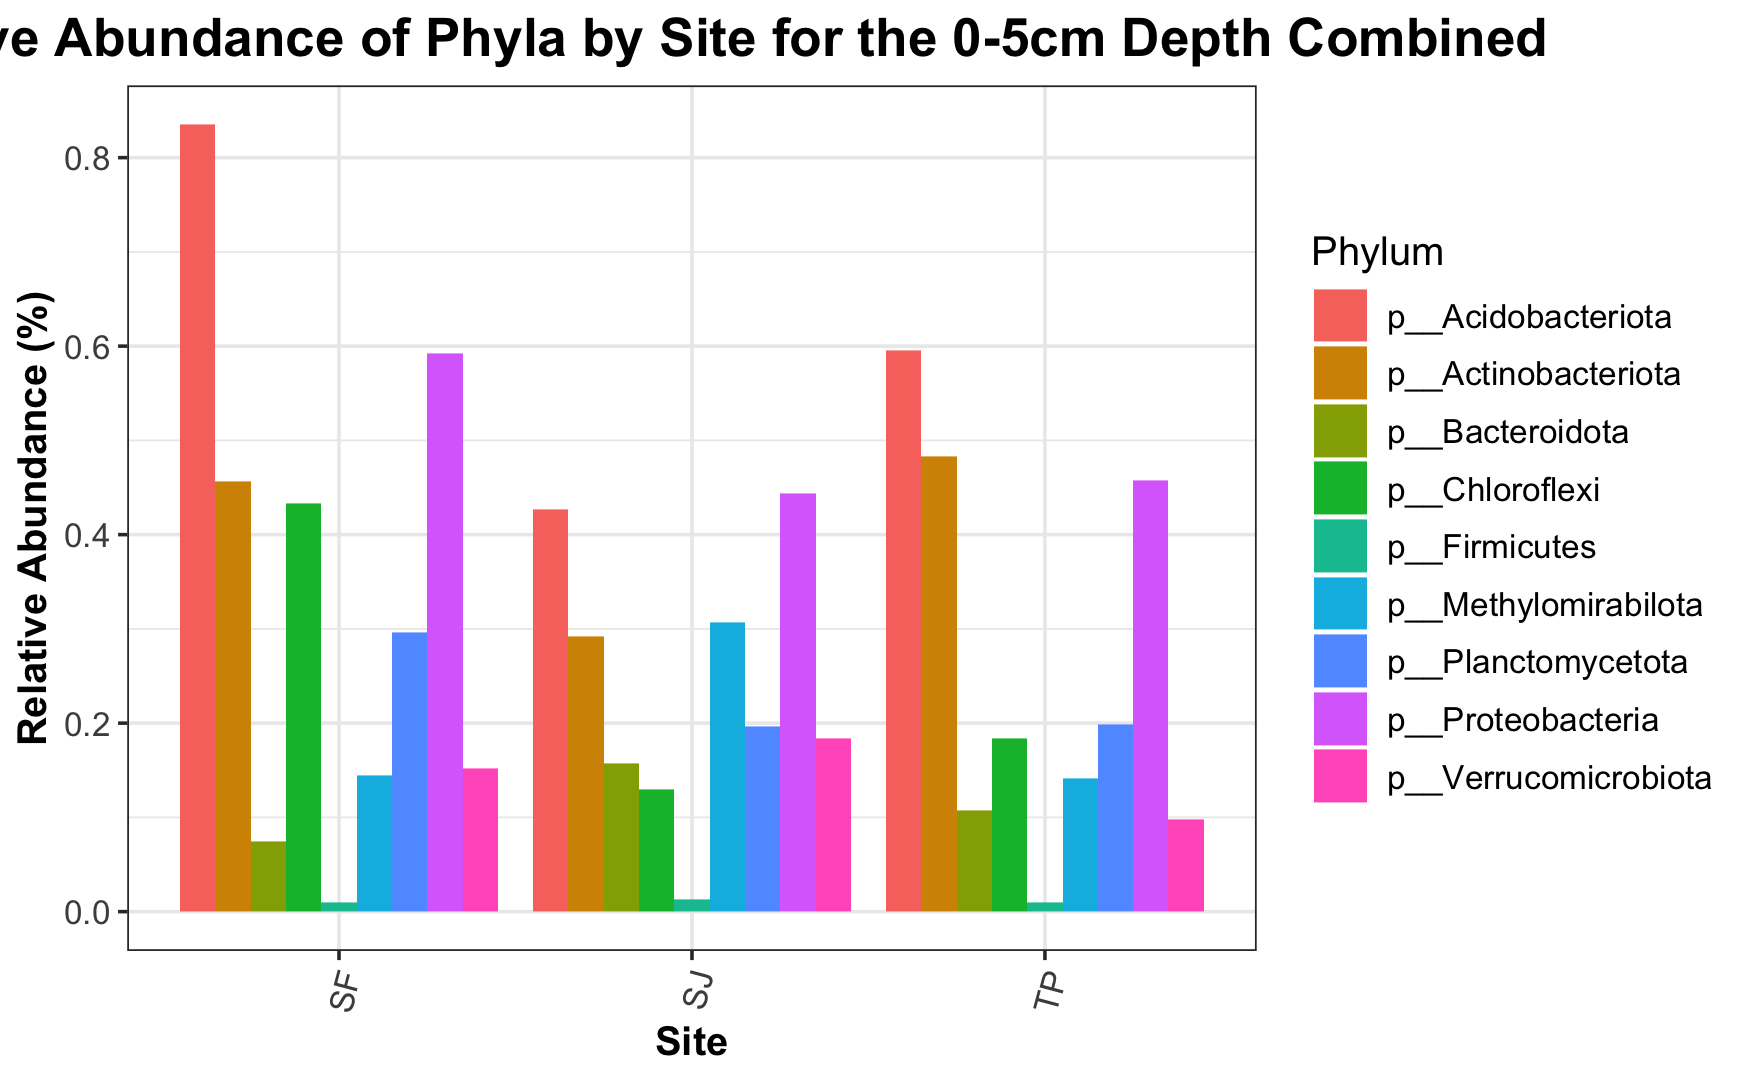 ve Abundance of Phyla by Site for the 0-5cm Depth Combined
Relative Abundance (%)
0.8
0.6
0.4
0.2
0.0
SF
SJ
TP
Site
Phylum
p__Acidobacteriota
p__Actinobacteriota
p__Bacteroidota
p__Chloroflexi
p__Firmicutes
p__Methylomirabilota
p__Planctomycetota
p__Proteobacteria
p__Verrucomicrobiota